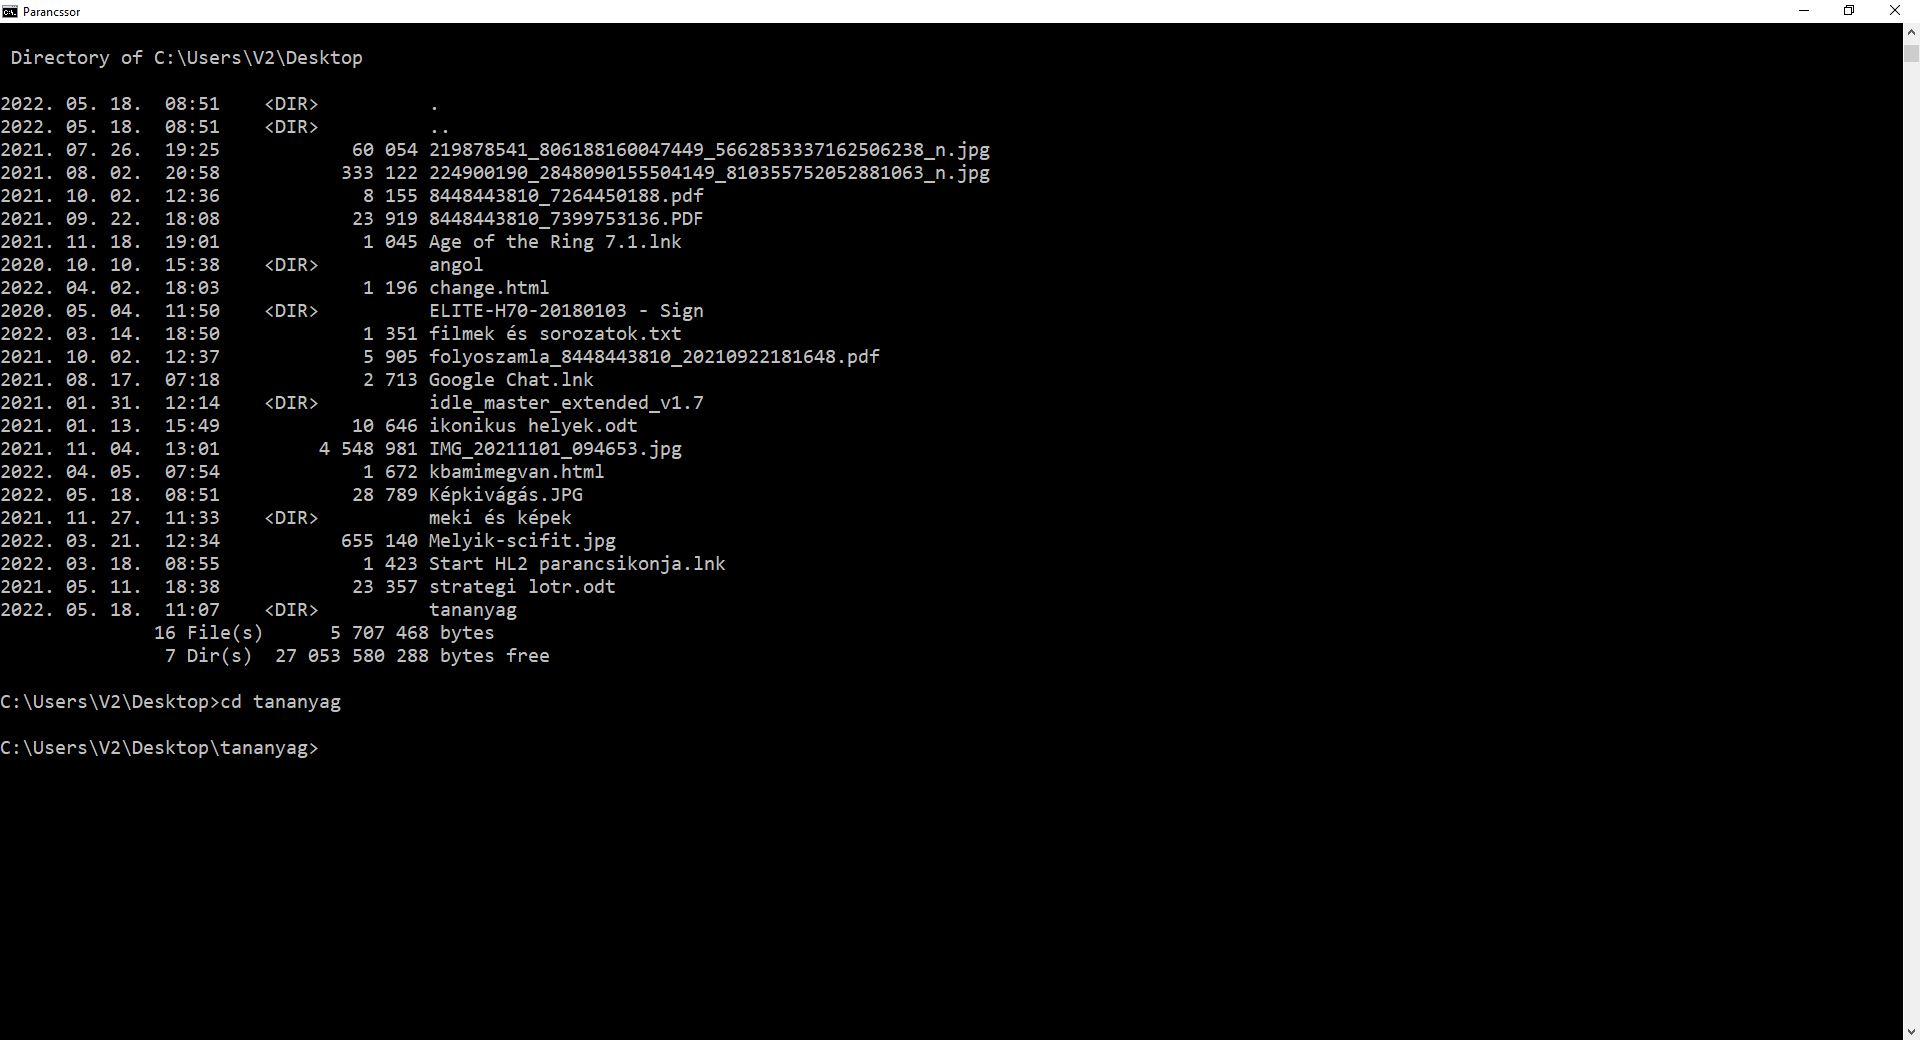 Parancssor
Directory of C:\Users\V2\Desktop
2022. 05. 18.  08:51    <DIR>          .
2022. 05. 18.  08:51    <DIR>          ..
2021. 07. 26.  19:25            60 054 219878541_806188160047449_5662853337162506238_n.jpg
2021. 08. 02.  20:58           333 122 224900190_2848090155504149_810355752052881063_n.jpg
2021. 10. 02.  12:36             8 155 8448443810_7264450188.pdf
2021. 09. 22.  18:08            23 919 8448443810_7399753136.PDF
2021. 11. 18.  19:01             1 045 Age of the Ring 7.1.lnk
2020. 10. 10.  15:38    <DIR>          angol
2022. 04. 02.  18:03             1 196 change.html
2020. 05. 04.  11:50    <DIR>          ELITE-H70-20180103 - Sign
2022. 03. 14.  18:50             1 351 filmek és sorozatok.txt
2021. 10. 02.  12:37             5 905 folyoszamla_8448443810_20210922181648.pdf
2021. 08. 17.  07:18             2 713 Google Chat.lnk
2021. 01. 31.  12:14    <DIR>          idle_master_extended_v1.7
2021. 01. 13.  15:49            10 646 ikonikus helyek.odt
2021. 11. 04.  13:01         4 548 981 IMG_20211101_094653.jpg
2022. 04. 05.  07:54             1 672 kbamimegvan.html
2022. 05. 18.  08:51            28 789 Képkivágás.JPG
2021. 11. 27.  11:33    <DIR>          meki és képek
2022. 03. 21.  12:34           655 140 Melyik-scifit.jpg
2022. 03. 18.  08:55             1 423 Start HL2 parancsikonja.lnk
2021. 05. 11.  18:38            23 357 strategi lotr.odt
2022. 05. 18.  11:07    <DIR>          tananyag
16 File(s)      5 707 468 bytes
7 Dir(s)  27 053 580 288 bytes free
C:\Users\V2\Desktop>cd tananyag
C:\Users\V2\Desktop\tananyag>